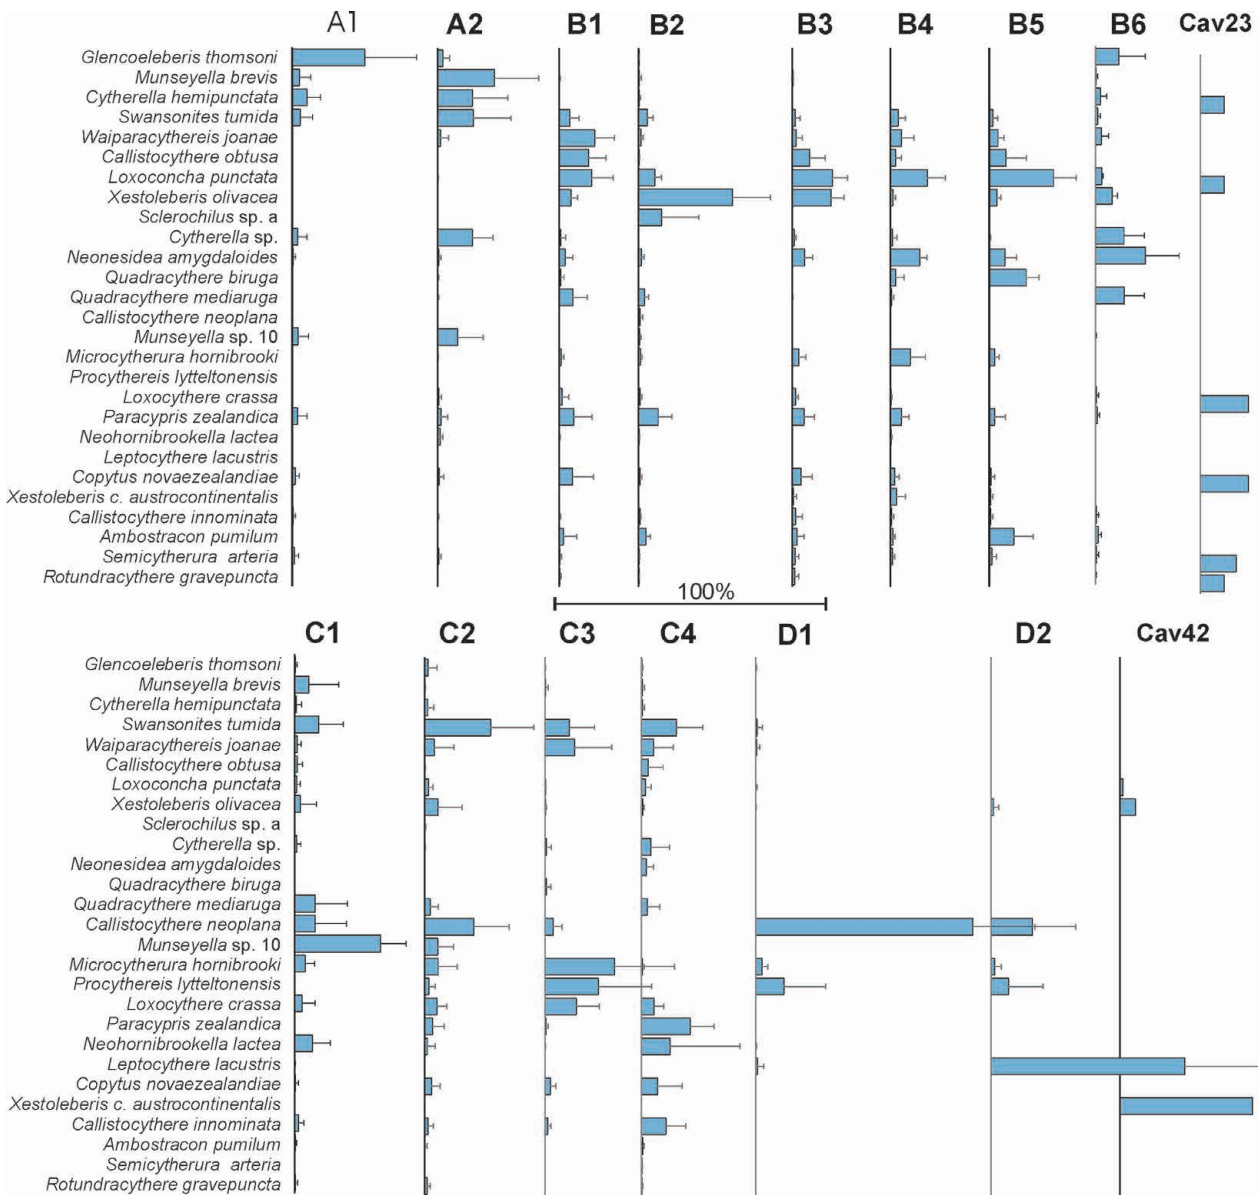 A1 A2 B1 B2 B3 B4 B5 B6 Cav23
Glencoeleberis thomsoni
Munseyella brevis
Cytherella hemipunctata
Swansonites tumida
Waiparacythereis joanae
Callistocythere obtusa
Loxoconcha punctata
Xestoleberis olivacea
Sclerochilus sp. a
Cytherella sp.
Neonesidea amygdaloides
Quadracythere biruga
Quadracythere mediaruga
Callistocythere neoplana
Munseyella sp. 10
Microcytherura hornibrooki
Procythereis lytteltonensis
Loxocythere crassa
Paracypris zealandica
Neohornibrookella lactea
Leptocythere lacustris
Copytus novaezealandiae
Xestoleberis c. austrocontinentalis
Callistocythere innominata
Ambostracon pumilum
Semicytherura arteria
Rotundracythere gravepuncta
100%
C1 C2 C3 C4 D1 D2 Cav42
Glencoeleberis thomsoni
Munseyella brevis
Cytherella hemipunctata
Swansonites tumida
Waiparacythereis joanae
Callistocythere obtusa
Loxoconcha punctata
Xestoleberis olivacea
Sclerochilus sp. a
Cytherella sp.
Neonesidea amygdaloides
Quadracythere biruga
Quadracythere mediaruga
Callistocythere neoplana
Munseyella sp. 10
Microcytherura hornibrooki
Procythereis lytteltonensis
Loxocythere crassa
Paracypris zealandica
Neohornibrookella lactea
Leptocythere lacustris
Copytus novaezealandiae
Xestoleberis c. austrocontinentalis
Callistocythere innominata
Ambostracon pumilum
Semicytherura arteria
Rotundracythere gravepuncta